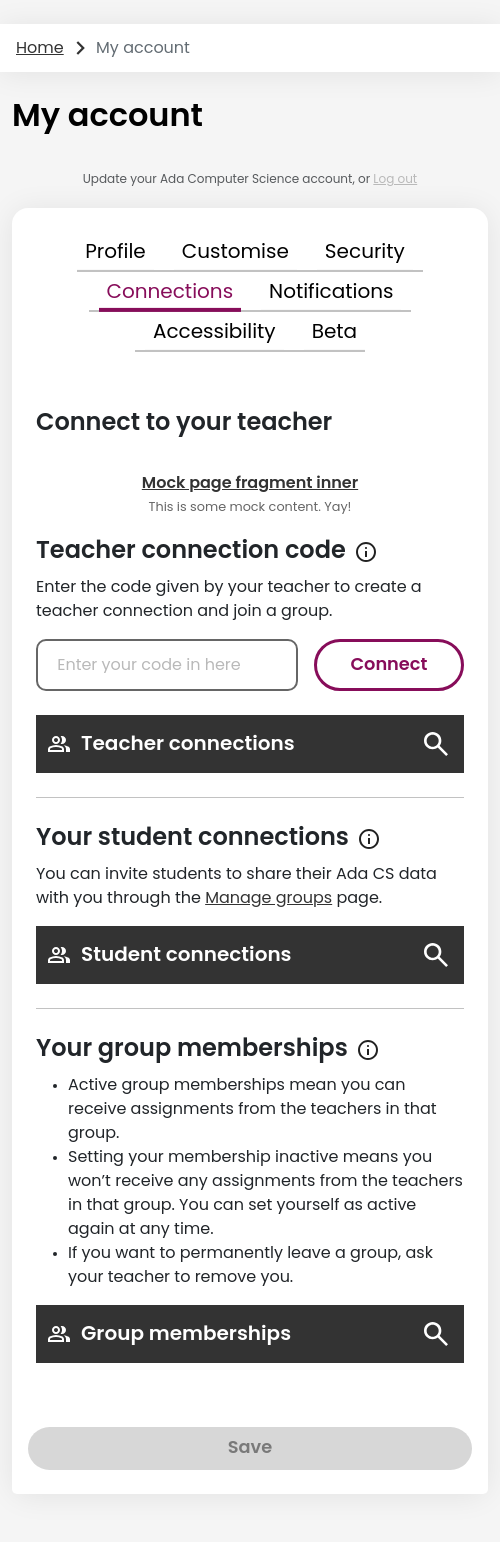 Home > My account
My account
Update your Ada Computer Science account, or Log out
Profile Customise Security
Connections Notifications
Accessibility Beta
Connect to your teacher
Mock page fragment inner
This is some mock content. Yay!
Teacher connection code
Enter the code given by your teacher to create a
teacher connection and join a group.
Enter your code in here Connect
Teacher connections
Your student connections
You can invite students to share their Ada CS data
with you through the Manage groups page.
Student connections
Your group memberships
• Active group memberships mean you can
receive assignments from the teachers in that
group.
• Setting your membership inactive means you
won’t receive any assignments from the teachers
in that group. You can set yourself as active
again at any time.
• If you want to permanently leave a group, ask
your teacher to remove you.
Group memberships
Save